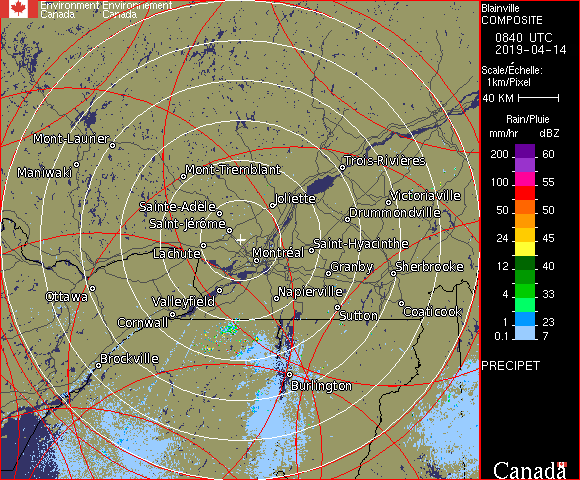 Environment Environnement
Canada Canada
Blainville
COMPOSITE
0840 UTC
2019-04-14
Scale/Échelle:
1km/Pixel
40 KM
Rain/Pluie
mm/hr dBZ
200 60
100 55
50 50
24 45
12 40
4 33
1 23
0.1 7
PRECIPET
Mont-Laurier
Maniwaki
Mont-Tremblant
Trois-Rivières
Sainte-Adèle
Joliette
Victoriaville
Saint-Jérôme
Drummondville
Lachute
Montréal
Saint-Hyacinthe
Granby
Sherbrooke
Ottawa
Valleyfield
Napierville
Cornwall
Sutton
Coaticook
Brockville
Burlington
Canada